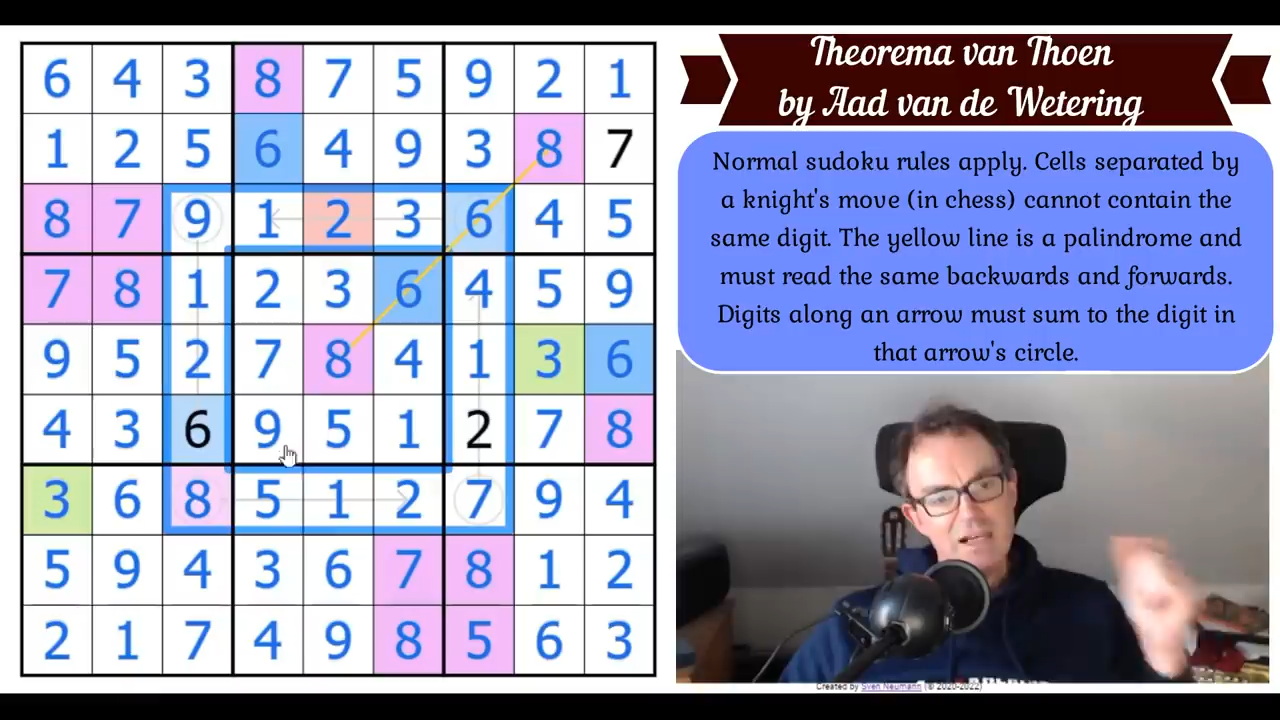 Theorema van Thoen
by Aad van de Wetering
Normal sudoku rules apply. Cells separated by
a knight's move (in chess) cannot contain the
same digit. The yellow line is a palindrome and
must read the same backwards and forwards.
Digits along an arrow must sum to the digit in
that arrow's circle.
6 4 3 8 7 5 9 2 1
1 2 5 6 4 9 3 8 7
8 7 9 1 2 3 6 4 5
7 8 1 2 3 6 4 5 9
9 5 2 7 8 4 1 3 6
4 3 6 9 5 1 2 7 8
3 6 8 5 1 2 7 9 4
5 9 4 3 6 7 8 1 2
2 1 7 4 9 8 5 6 3
Created by Sven Neumann (© 2020-2022)